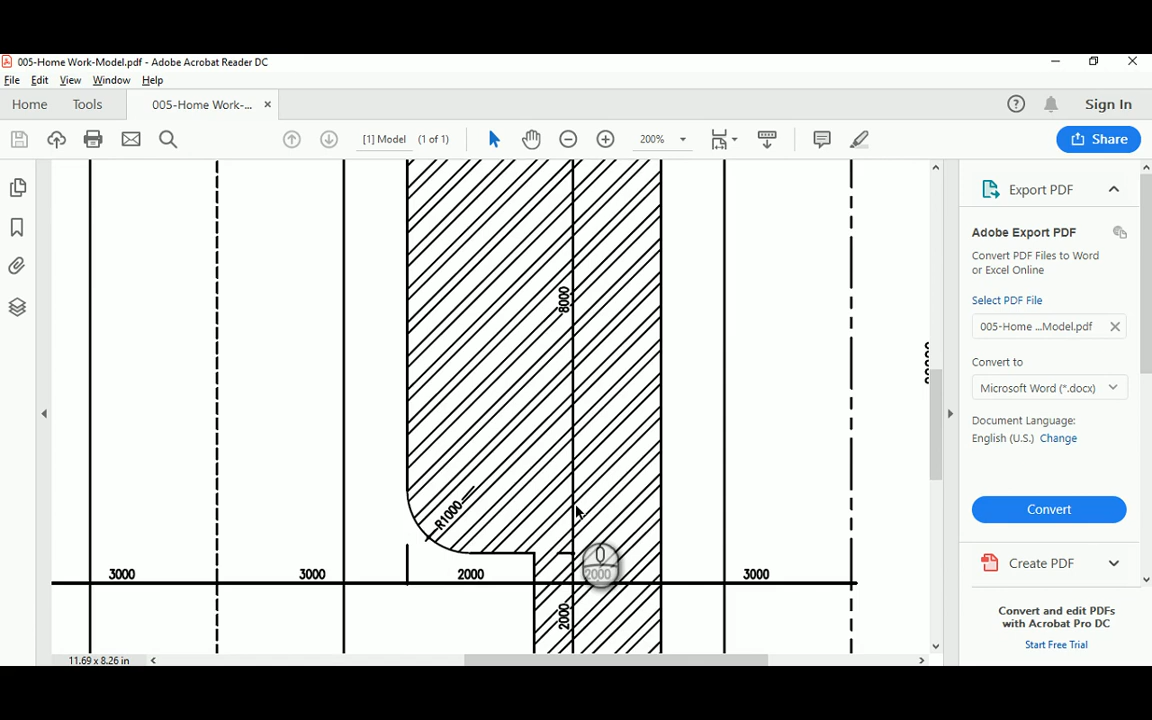 005-Home Work-Model.pdf - Adobe Acrobat Reader DC
File Edit View Window Help
Home Tools 005-Home Work-... × Sign In
[1] Model (1 of 1) 200% Share
Export PDF
Adobe Export PDF
Convert PDF Files to Word
or Excel Online
Select PDF File
005-Home ...Model.pdf
Convert to
Microsoft Word (*.docx)
Document Language:
English (U.S.) Change
Convert
Create PDF
Convert and edit PDFs
with Acrobat Pro DC
Start Free Trial
8000
R1000
3000 3000 2000 2000 3000
2000
11.69 x 8.26 in